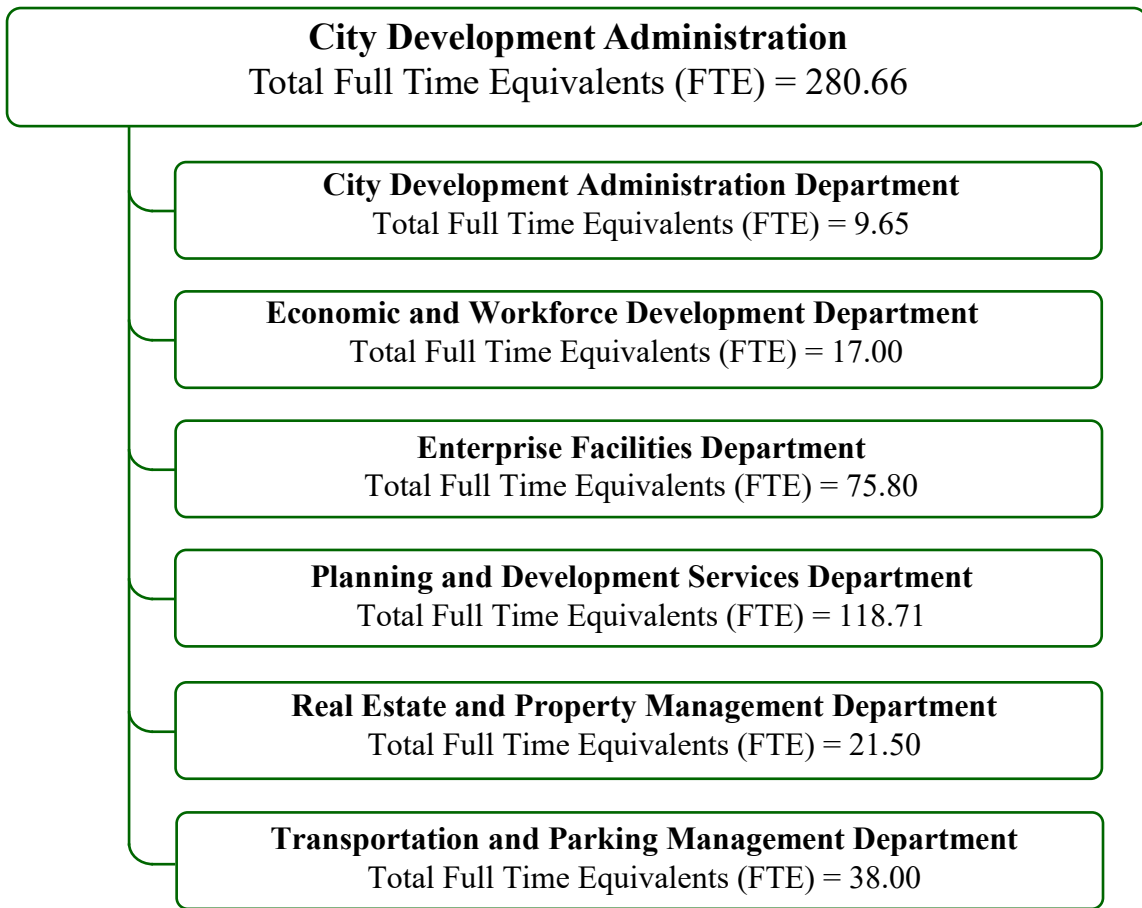 City Development Administration
Total Full Time Equivalents (FTE) = 280.66
City Development Administration Department
Total Full Time Equivalents (FTE) = 9.65
Economic and Workforce Development Department
Total Full Time Equivalents (FTE) = 17.00
Enterprise Facilities Department
Total Full Time Equivalents (FTE) = 75.80
Planning and Development Services Department
Total Full Time Equivalents (FTE) = 118.71
Real Estate and Property Management Department
Total Full Time Equivalents (FTE) = 21.50
Transportation and Parking Management Department
Total Full Time Equivalents (FTE) = 38.00